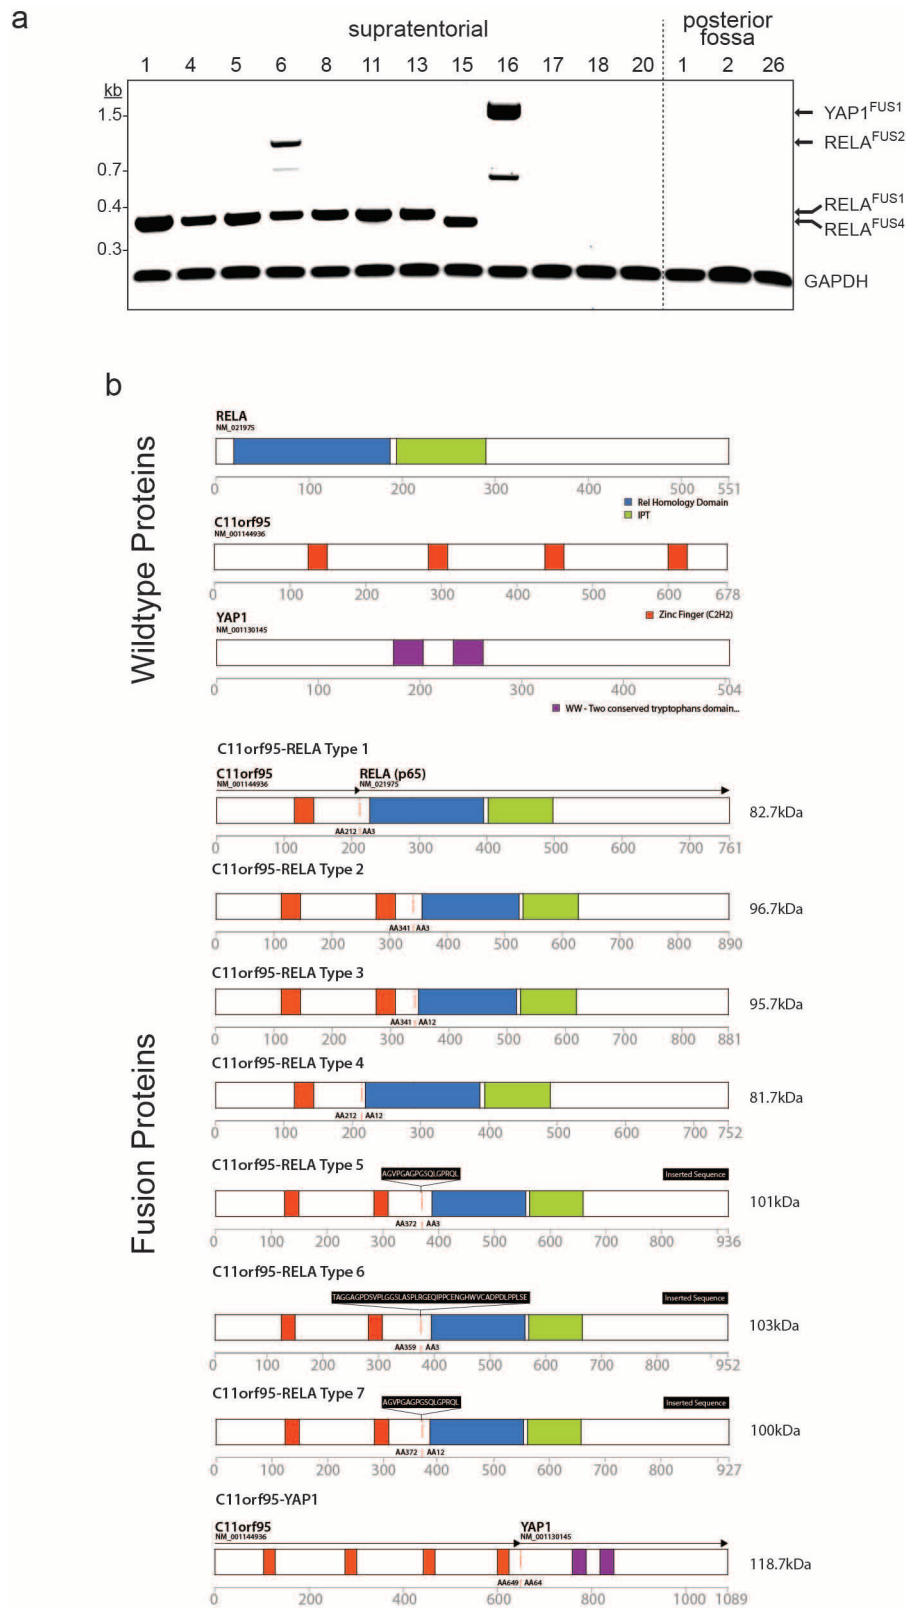 a
supratentorial
posterior
fossa
1 4 5 6 8 11 13 15 16 17 18 20 1 2 26
kb
1.5
0.7
0.4
0.3
YAP1FUS1
RELAFUS2
RELAFUS1
RELAFUS4
GAPDH
b
Wildtype Proteins
RELA
NM_021975
0 100 200 300 400 500 551
Rel Homology Domain
IPT
C11orf95
NM_001144936
0 100 200 300 400 500 600 678
Zinc Finger (C2H2)
YAP1
NM_001130145
0 100 200 300 400 504
WW - Two conserved tryptophans domain...
Fusion Proteins
C11orf95-RELA Type 1
C11orf95 RELA (p65)
NM_001144936 NM_021975
82.7kDa
AA212 AA3
0 100 200 300 400 500 600 700 761
C11orf95-RELA Type 2
96.7kDa
AA341 AA3
0 100 200 300 400 500 600 700 800 890
C11orf95-RELA Type 3
95.7kDa
AA341 AA12
0 100 200 300 400 500 600 700 800 881
C11orf95-RELA Type 4
81.7kDa
AA212 AA12
0 100 200 300 400 500 600 700 752
C11orf95-RELA Type 5
AGVPGAGPGSQLGPRQL Inserted Sequence
101kDa
AA372 AA3
0 100 200 300 400 500 600 700 800 936
C11orf95-RELA Type 6
TAGGAGPDSVPLGGSLASPLRGEQIPPCENGHWVCADPDLPPLSE Inserted Sequence
103kDa
AA359 AA3
0 100 200 300 400 500 600 700 800 952
C11orf95-RELA Type 7
AGVPGAGPGSQLGPRQL Inserted Sequence
100kDa
AA372 AA12
0 100 200 300 400 500 600 700 800 927
C11orf95-YAP1
C11orf95 YAP1
NM_001144936 NM_001130145
118.7kDa
AA649 AA64
0 200 400 600 800 1000 1089